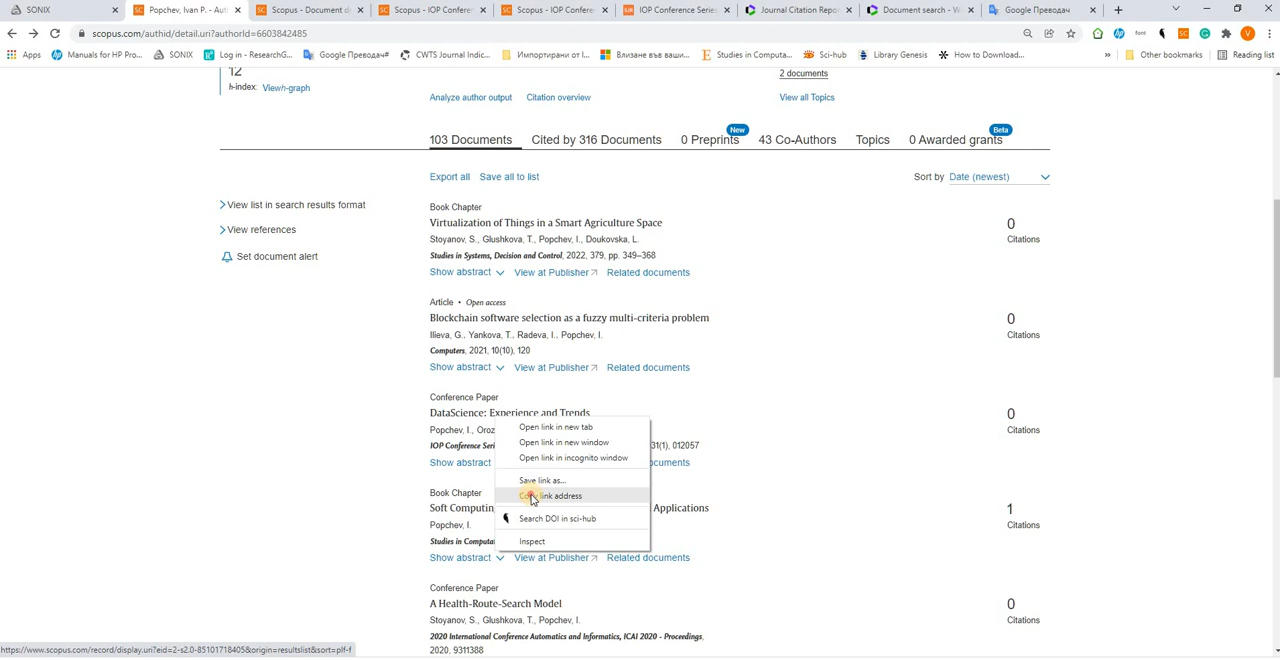 SONIX
Popchev, Ivan P. - Aut
Scopus - Document d
Scopus - IOP Conferen
Scopus - IOP Conferen
IOP Conference Series
Journal Citation Repor
Document search - W
Google Преводач
scopus.com/authid/detail.uri?authorId=6603842485
Apps
Manuals for HP Pro...
SONIX
Log in - ResearchG...
Google Преводач#
CWTS Journal Indic...
Импортирани от I...
Влизане във ваши...
Studies in Computa...
Sci-hub
Library Genesis
How to Download...
»
Other bookmarks
Reading list
12
h-index: View h-graph
2 documents
Analyze author output Citation overview
View all Topics
New
Beta
103 Documents Cited by 316 Documents 0 Preprints 43 Co-Authors Topics 0 Awarded grants
Export all Save all to list
Sort by Date (newest)
View list in search results format
View references
Set document alert
Book Chapter
Virtualization of Things in a Smart Agriculture Space
Stoyanov, S., Glushkova, T., Popchev, I., Doukovska, L.
Studies in Systems, Decision and Control, 2022, 379, pp. 349–368
Show abstract View at Publisher Related documents
0
Citations
Article • Open access
Blockchain software selection as a fuzzy multi-criteria problem
Ilieva, G., Yankova, T., Radeva, I., Popchev, I.
Computers, 2021, 10(10), 120
Show abstract View at Publisher Related documents
0
Citations
Conference Paper
DataScience: Experience and Trends
Popchev, I., Oroz
IOP Conference Seri
31(1), 012057
Show abstract
ocuments
0
Citations
Open link in new tab
Open link in new window
Open link in incognito window
Save link as...
Copy link address
Search DOI in sci-hub
Inspect
Book Chapter
Soft Computin
Applications
Popchev, I.
Studies in Computa
Show abstract View at Publisher Related documents
1
Citations
Conference Paper
A Health-Route-Search Model
Stoyanov, S., Glushkova, T., Popchev, I.
2020 International Conference Automatics and Informatics, ICAI 2020 - Proceedings,
2020, 9311388
0
Citations
https://www.scopus.com/record/display.uri?eid=2-s2.0-85101718405&origin=resultslist&sort=plf-f